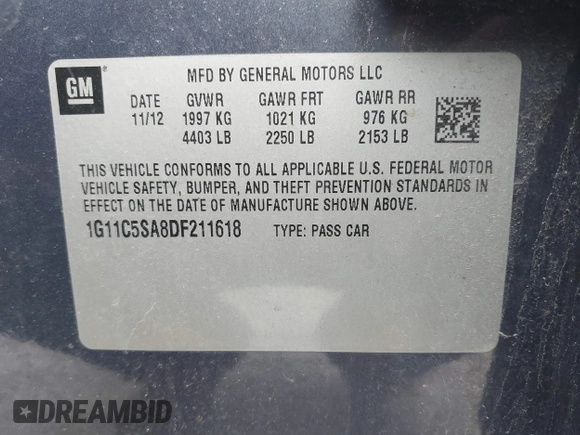 GM
MFD BY GENERAL MOTORS LLC
DATE GVWR GAWR FRT GAWR RR
11/12 1997 KG 1021 KG 976 KG
4403 LB 2250 LB 2153 LB
THIS VEHICLE CONFORMS TO ALL APPLICABLE U.S. FEDERAL MOTOR
VEHICLE SAFETY, BUMPER, AND THEFT PREVENTION STANDARDS IN
EFFECT ON THE DATE OF MANUFACTURE SHOWN ABOVE.
1G11C5SA8DF211618 TYPE: PASS CAR
DREAMBID